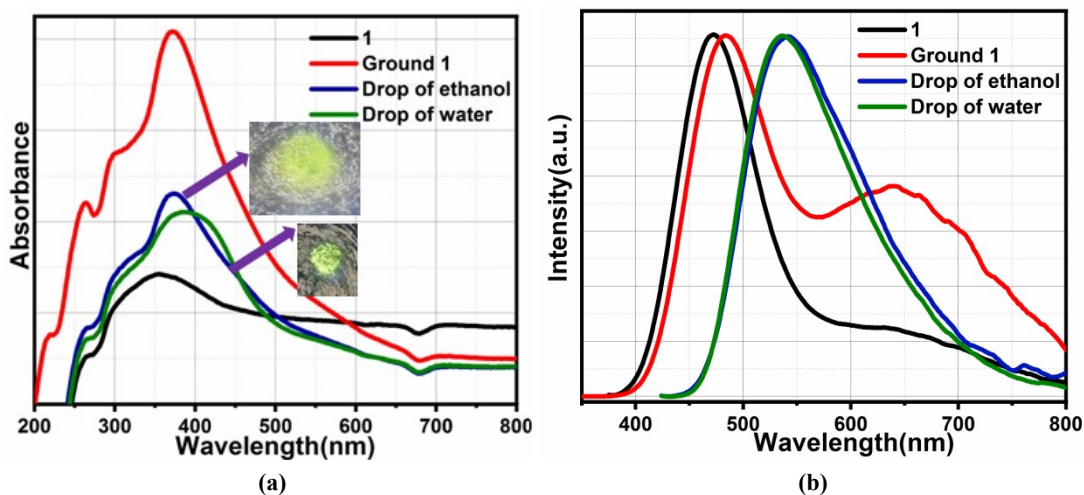 1
Ground 1
Drop of ethanol
Drop of water
Absorbance
200 300 400 500 600 700 800
Wavelength(nm)
(a)
(b)
1
Ground 1
Drop of ethanol
Drop of water
Intensity(a.u.)
400 500 600 700 800
Wavelength(nm)
(a)
(b)